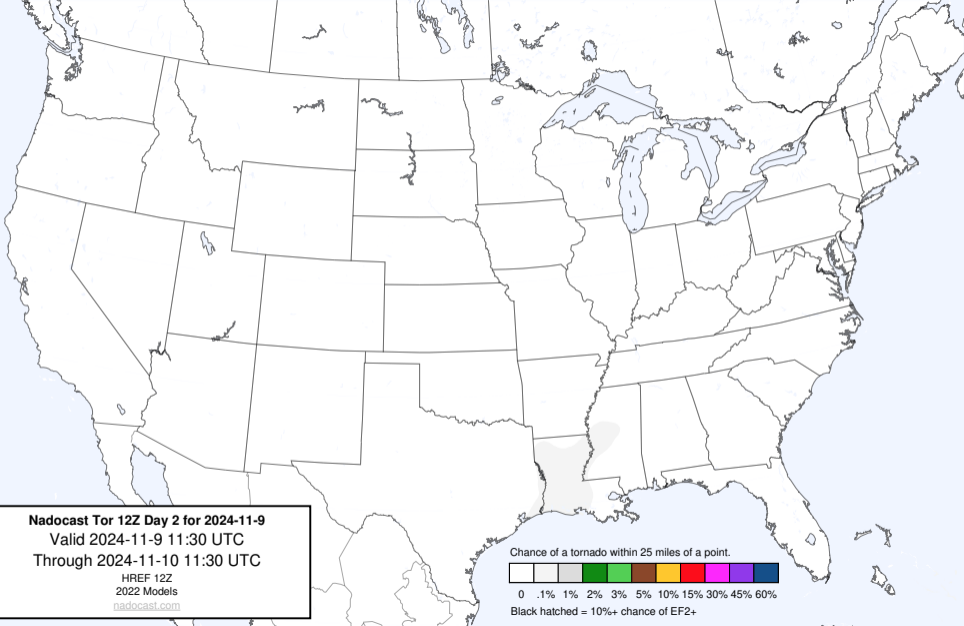 Nadocast Tor 12Z Day 2 for 2024-11-9
Valid 2024-11-9 11:30 UTC
Through 2024-11-10 11:30 UTC
HREF 12Z
2022 Models
nadocast.com
Chance of a tornado within 25 miles of a point.
0 .1% 1% 2% 3% 5% 10% 15% 30% 45% 60%
Black hatched = 10%+ chance of EF2+